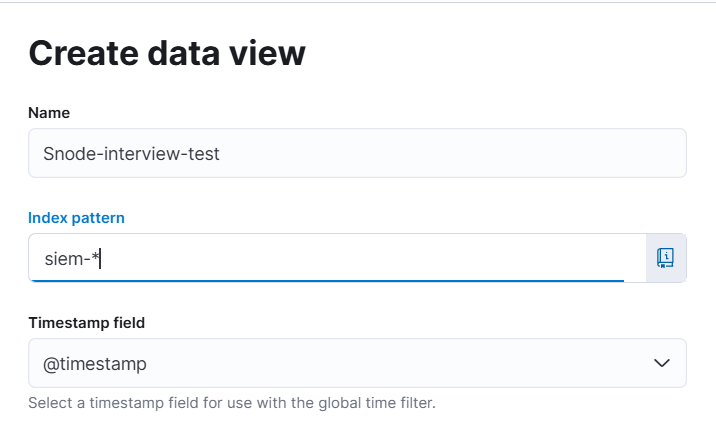 Create data view
Name
Snode-interview-test
Index pattern
siem-*
Timestamp field
@timestamp
Select a timestamp field for use with the global time filter.